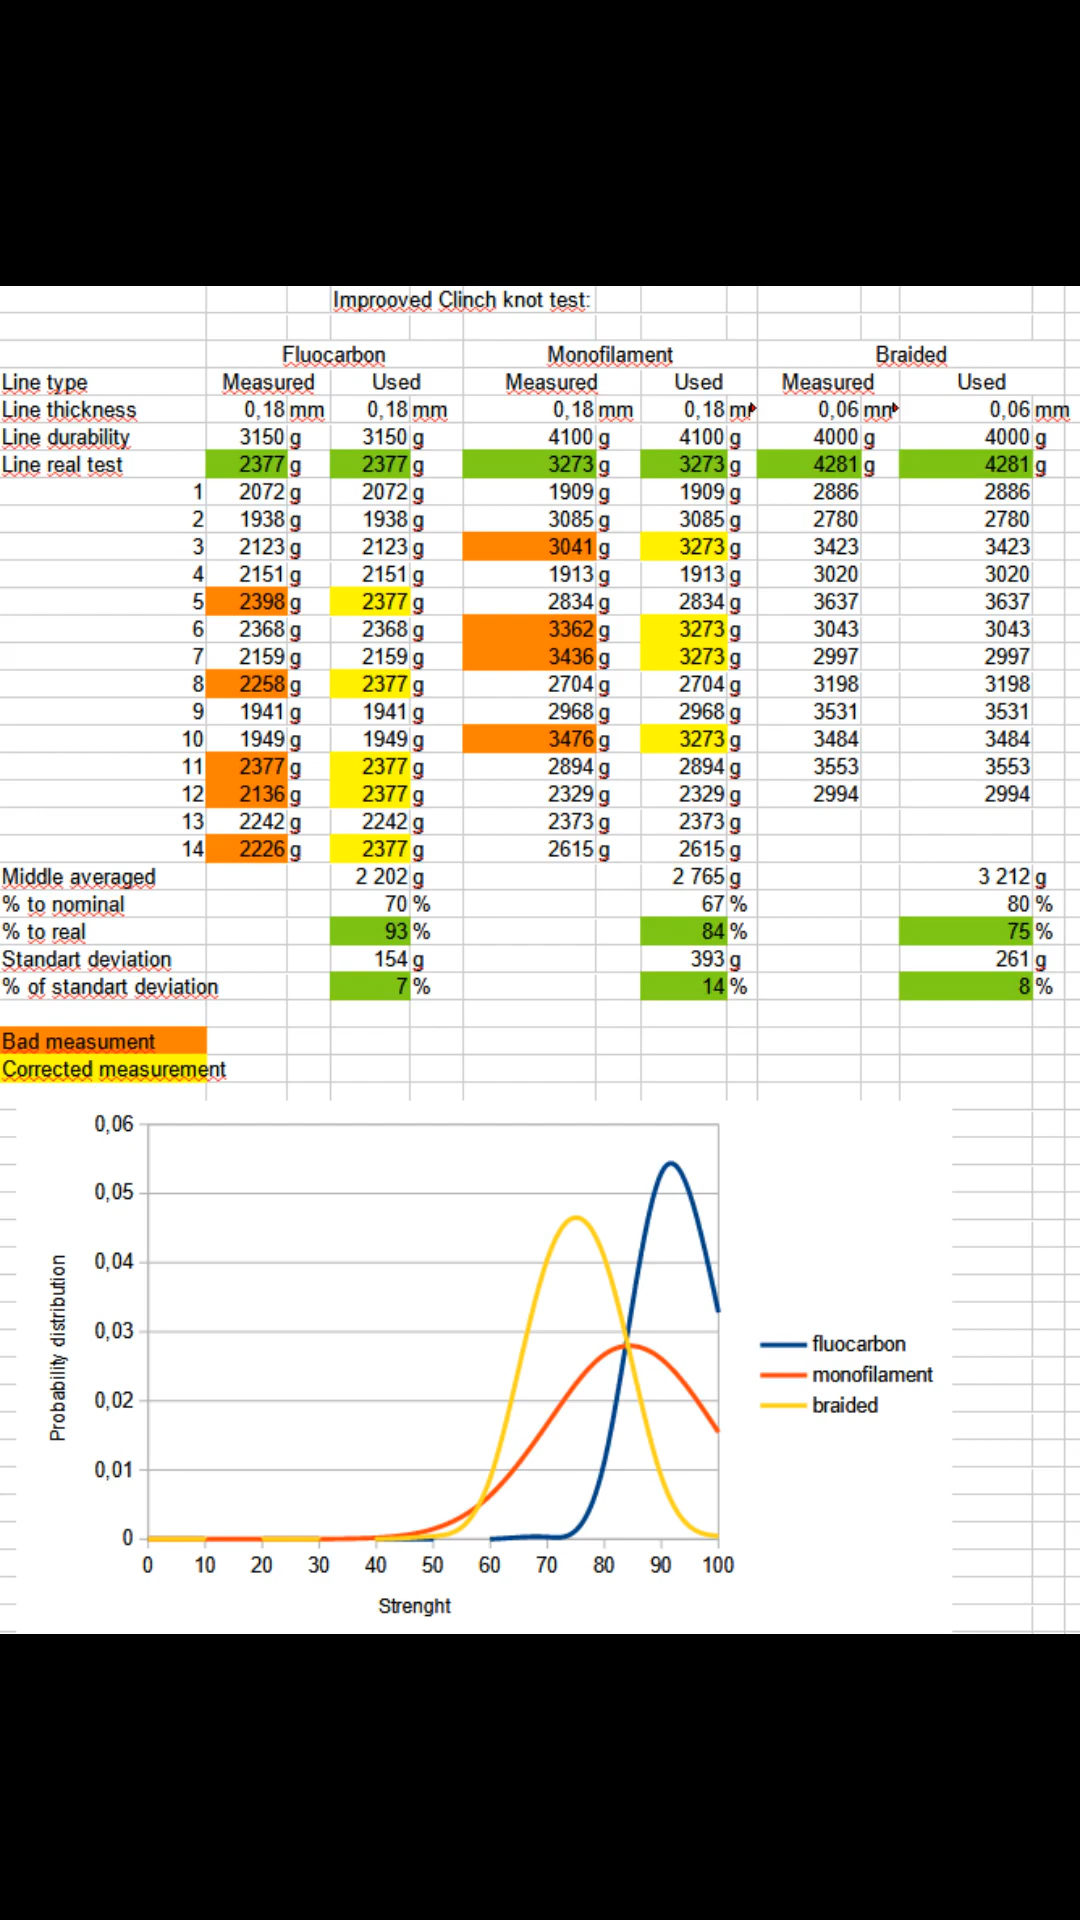 Improoved Clinch knot test:
Fluocarbon Monofilament Braided
Line type Measured Used Measured Used Measured Used
Line thickness 0,18 mm 0,18 mm 0,18 mm 0,18 m 0,06 mm 0,06 mm
Line durability 3150 g 3150 g 4100 g 4100 g 4000 g 4000 g
Line real test 2377 g 2377 g 3273 g 3273 g 4281 g 4281 g
1 2072 g 2072 g 1909 g 1909 g 2886 2886
2 1938 g 1938 g 3085 g 3085 g 2780 2780
3 2123 g 2123 g 3041 g 3273 g 3423 3423
4 2151 g 2151 g 1913 g 1913 g 3020 3020
5 2398 g 2377 g 2834 g 2834 g 3637 3637
6 2368 g 2368 g 3362 g 3273 g 3043 3043
7 2159 g 2159 g 3436 g 3273 g 2997 2997
8 2258 g 2377 g 2704 g 2704 g 3198 3198
9 1941 g 1941 g 2968 g 2968 g 3531 3531
10 1949 g 1949 g 3476 g 3273 g 3484 3484
11 2377 g 2377 g 2894 g 2894 g 3553 3553
12 2136 g 2377 g 2329 g 2329 g 2994 2994
13 2242 g 2242 g 2373 g 2373 g
14 2226 g 2377 g 2615 g 2615 g
Middle averaged 2 202 g 2 765 g 3 212 g
% to nominal 70 % 67 % 80 %
% to real 93 % 84 % 75 %
Standart deviation 154 g 393 g 261 g
% of standart deviation 7 % 14 % 8 %
Bad measument
Corrected measurement
0,06
0,05
0,04
0,03
0,02
0,01
0
Probability distribution
0 10 20 30 40 50 60 70 80 90 100
Strenght
fluocarbon
monofilament
braided